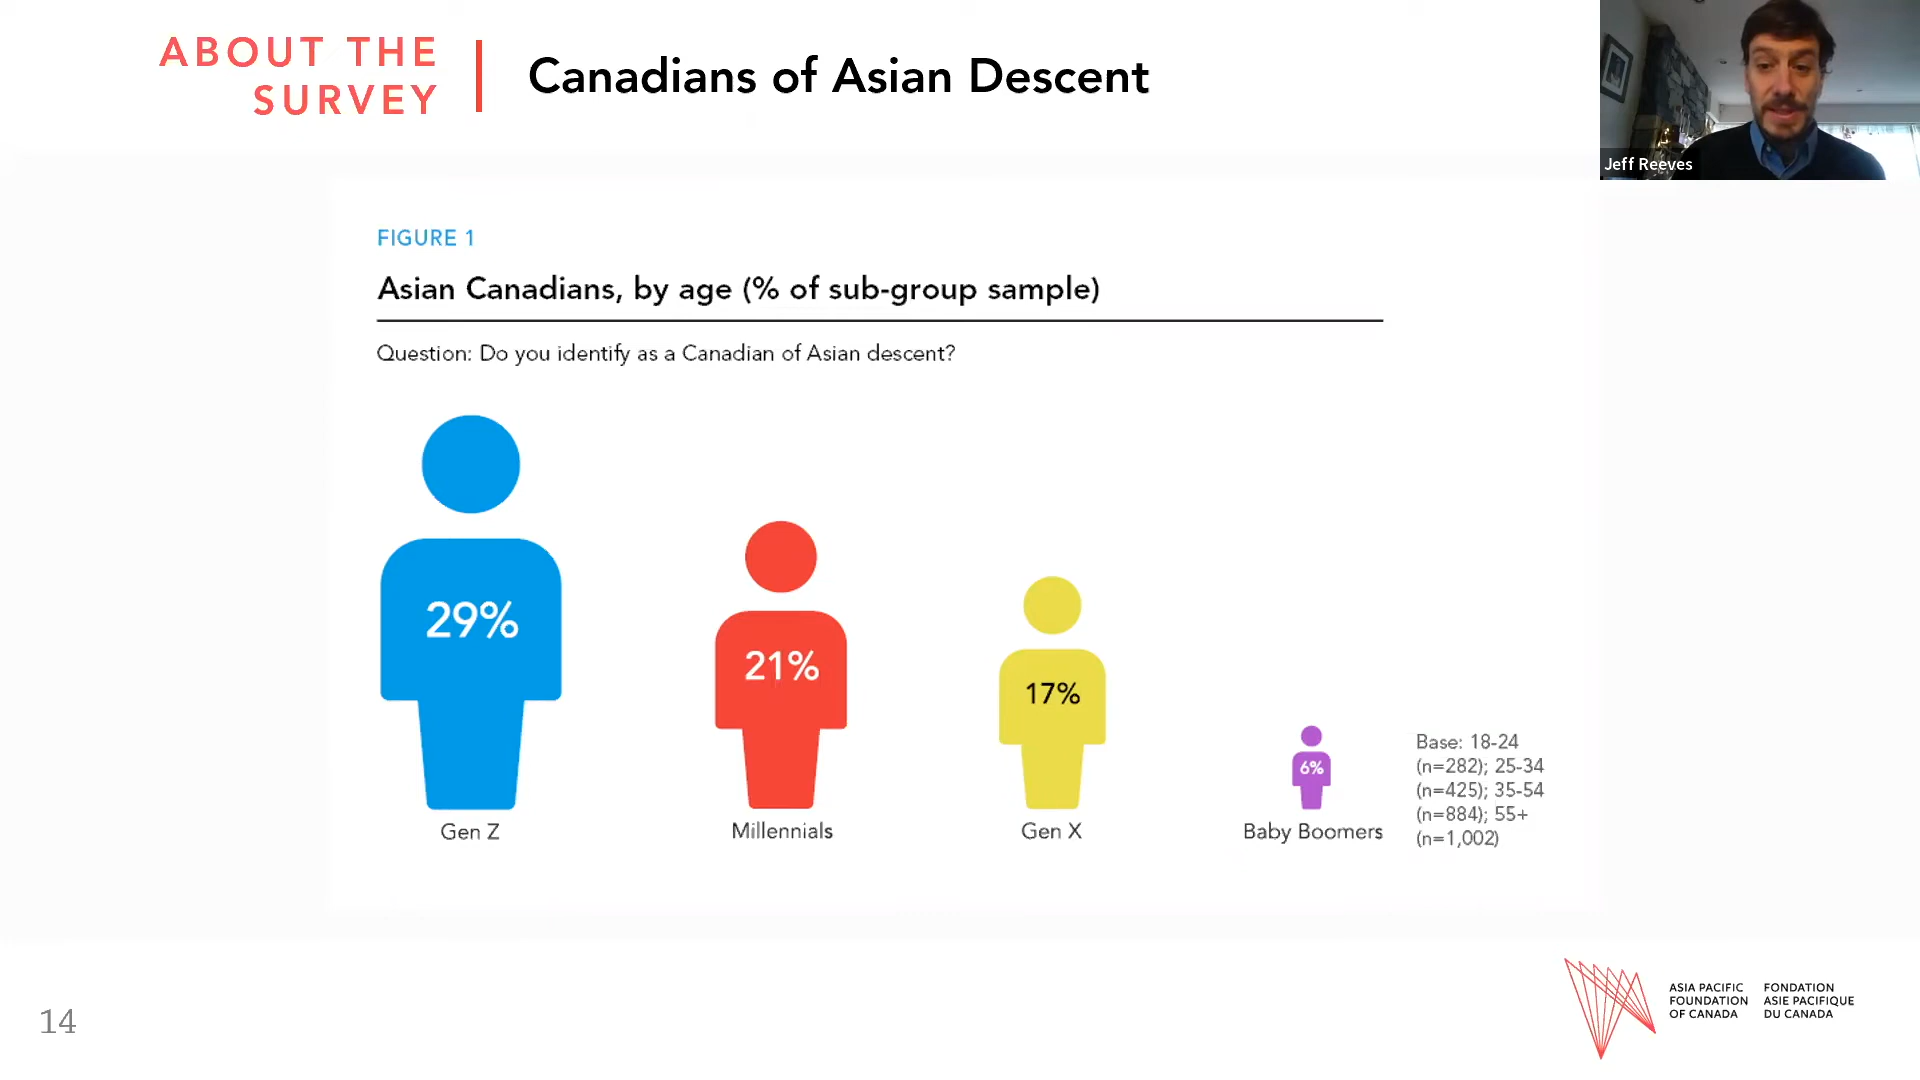 ABOUT THE
SURVEY
Canadians of Asian Descent
Jeff Reeves
FIGURE 1
Asian Canadians, by age (% of sub-group sample)
Question: Do you identify as a Canadian of Asian descent?
29%
21%
17%
6%
Gen Z
Millennials
Gen X
Baby Boomers
Base: 18-24
(n=282); 25-34
(n=425); 35-54
(n=884); 55+
(n=1,002)
14
ASIA PACIFIC
FOUNDATION
OF CANADA
FONDATION
ASIE PACIFIQUE
DU CANADA